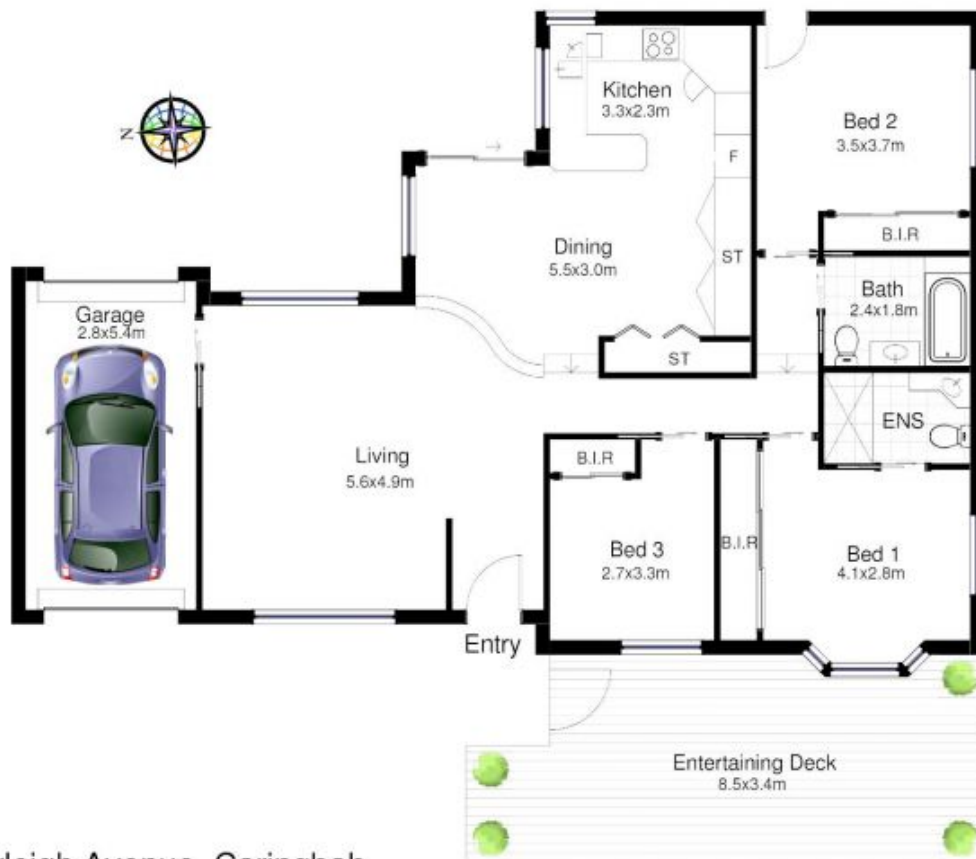 Kitchen
3.3x2.3m
Bed 2
3.5x3.7m
N
F
B.I.R
Dining
5.5x3.0m
ST
Bath
2.4x1.8m
Garage
2.8x5.4m
ST
ENS
Living
5.6x4.9m
B.I.R
Bed 3
2.7x3.3m
B.I.R
Bed 1
4.1x2.8m
Entry
Entertaining Deck
8.5x3.4m
Avenue,